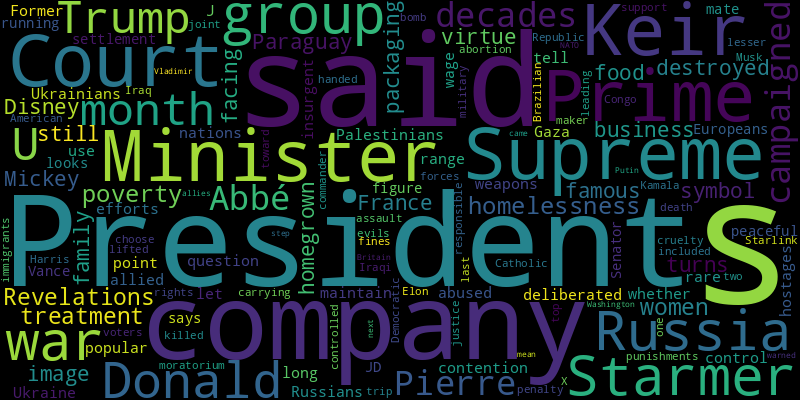 Former
running
Trump
J
joint
group
bomb
decades
Keir
mate
Republic
support
NATO
campaigned
Court
settlement
Vladimir
Paraguay
packaging
virtue
abortion
wage
tell
lesser
Musk
said
Ukrainians
Iraq
facing
insurgent
handed
military
Brazilian
food
destroyed
Disney
American
month
Prime
leading
Congo
U
still
nations
Palestinians
maker
Gaza
business
Europeans
use
looks
Minister
toward
range
forces
came
Supreme
Putin
Kamala
Mickey
commander
figure
weapons
famous
symbol
poverty
allies
Abbé
homegrown
France
homelessness
death
efforts
assault
responsible
peaceful
immigrants
family
Presidents
step
evils
fines
Senator
cruelty
Starlink
Harris
choose
lifted
question
Britain
Iraqi
Catholic
included
hostages
Vance
point
last
turns
allied
contention
rare
two
Revelations
rights
let
carrying
maintain
Elon
abused
deliberated
whether
s
treatment
says
controlled
Democratic
justice
top
Washington
women
war
voters
killed
company
next
Russia
one
popular
moratorium
mean
punishments
control
warned
image
Donald
long
JD
Pierre
penalty
x
Starmer
Ukraine
Russians
trip